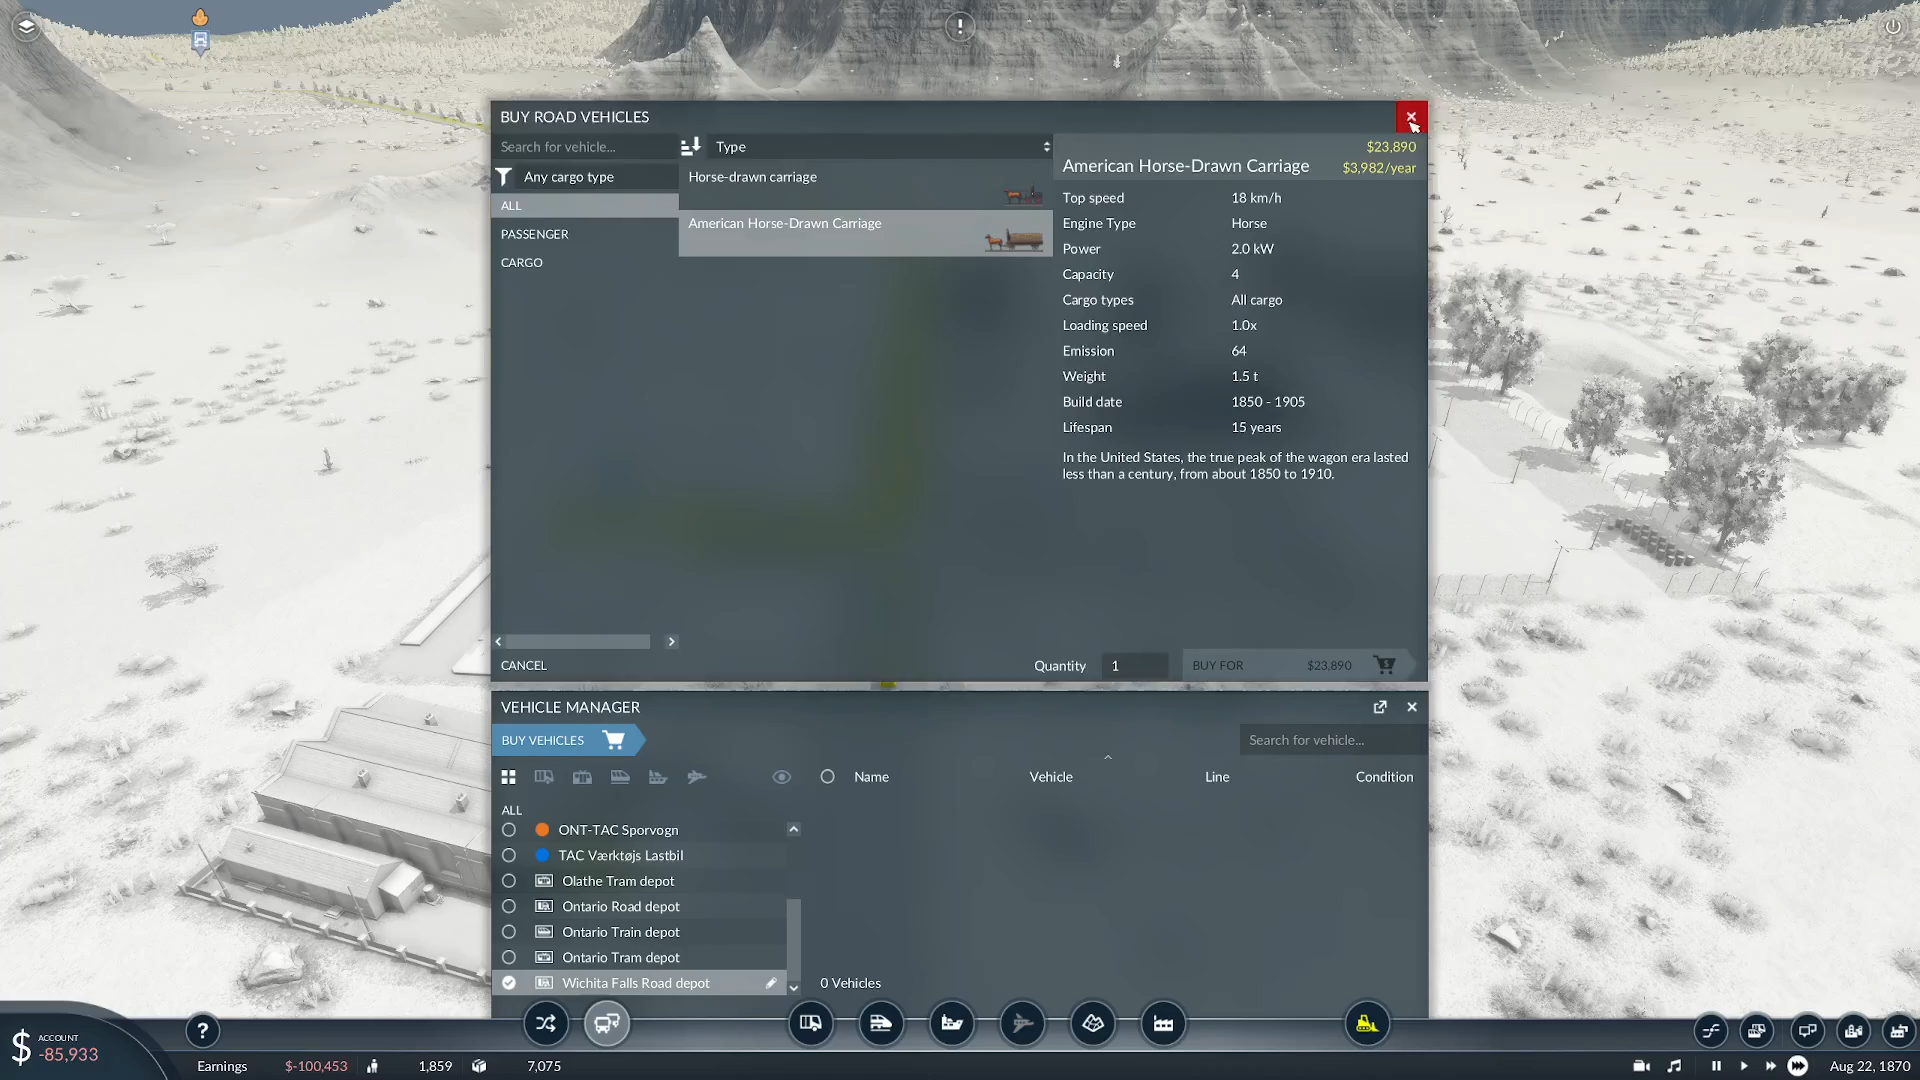 BUY ROAD VEHICLES
Search for vehicle...
Type
$23,890
American Horse-Drawn Carriage
$3,982/year
Any cargo type
ALL
PASSENGER
CARGO
Horse-drawn carriage
American Horse-Drawn Carriage
Top speed 18 km/h
Engine Type Horse
Power 2.0 kW
Capacity 4
Cargo types All cargo
Loading speed 1.0x
Emission 64
Weight 1.5 t
Build date 1850 - 1905
Lifespan 15 years
In the United States, the true peak of the wagon era lasted
less than a century, from about 1850 to 1910.
CANCEL
Quantity 1
BUY FOR $23,890
VEHICLE MANAGER
BUY VEHICLES
Search for vehicle...
Name Vehicle Line Condition
ALL
ONT-TAC Sporvogn
TAC Værktøjs Lastbil
Olathe Tram depot
Ontario Road depot
Ontario Train depot
Ontario Tram depot
Wichita Falls Road depot
0 Vehicles
$ ACCOUNT
-85,933
Earnings $-100,453 1,859 7,075
Aug 22, 1870